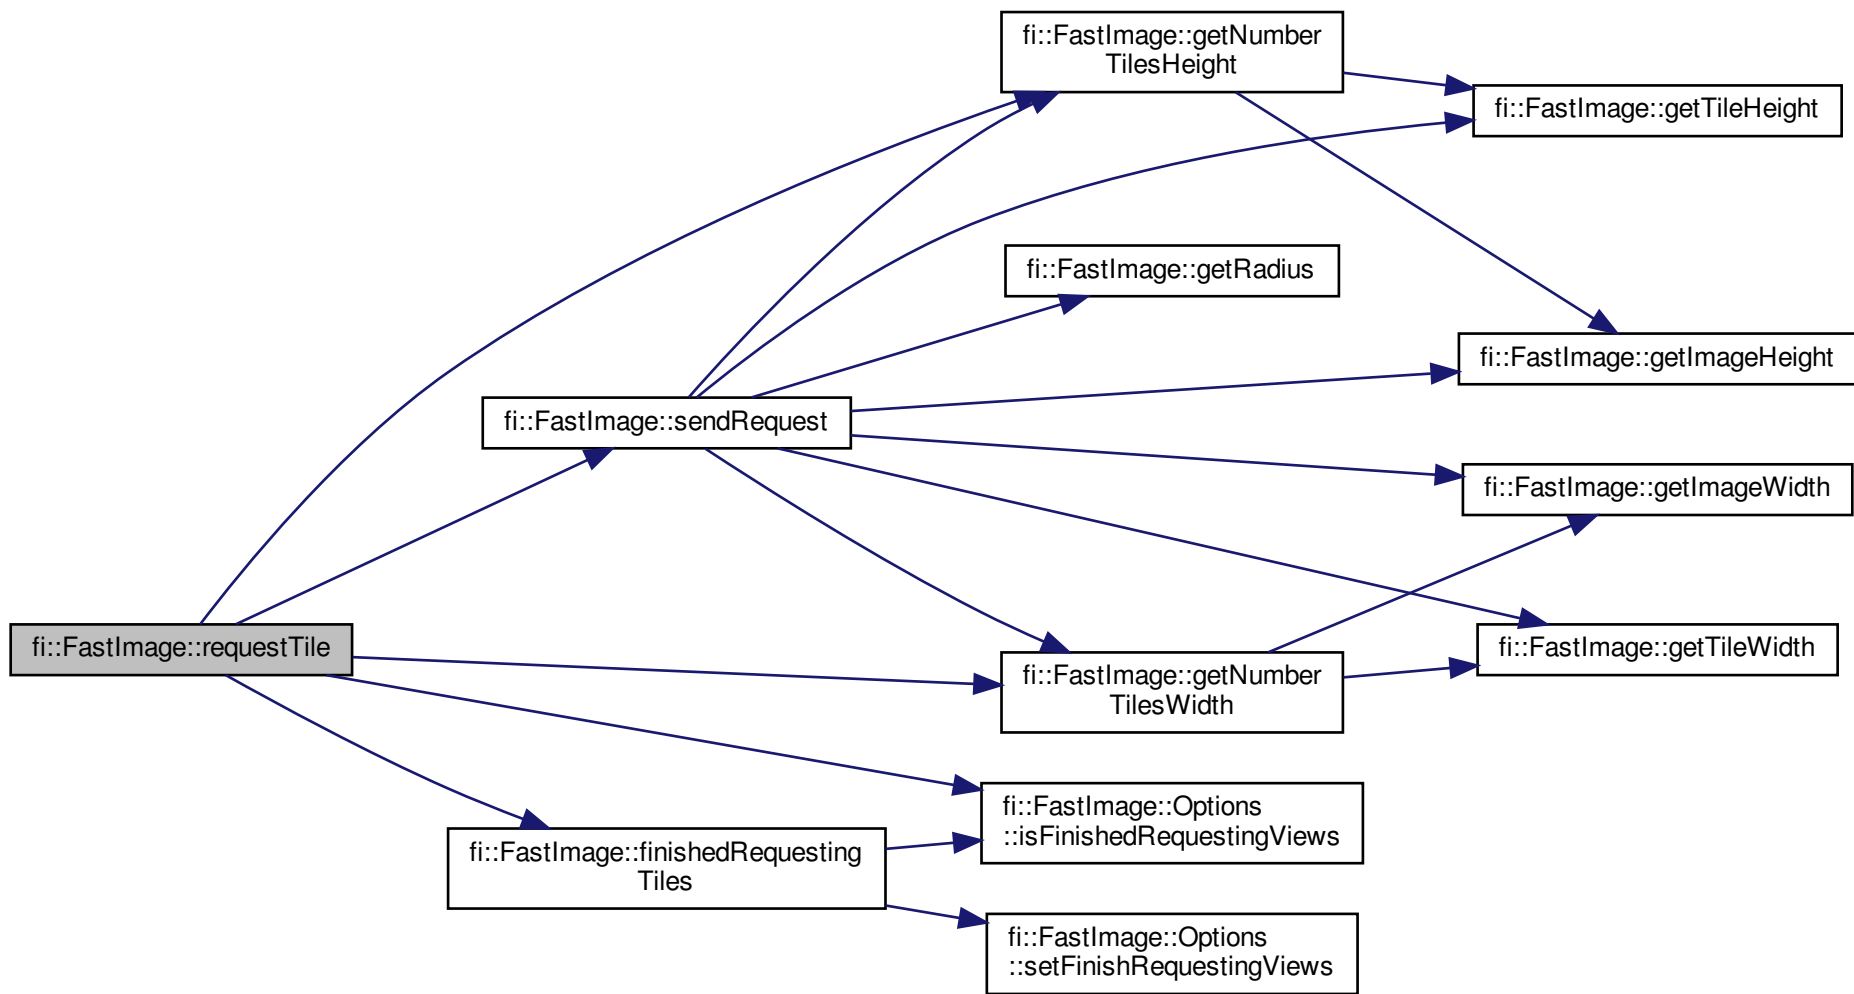 fi::FastImage::getNumber
TilesHeight
fi::FastImage::getTileHeight
fi::FastImage::getRadius
fi::FastImage::getImageHeight
fi::FastImage::sendRequest
fi::FastImage::getImageWidth
fi::FastImage::requestTile
fi::FastImage::getTileWidth
fi::FastImage::getNumber
TilesWidth
fi::FastImage::Options
::isFinishedRequestingViews
fi::FastImage::finishedRequesting
Tiles
fi::FastImage::Options
::setFinishRequestingViews